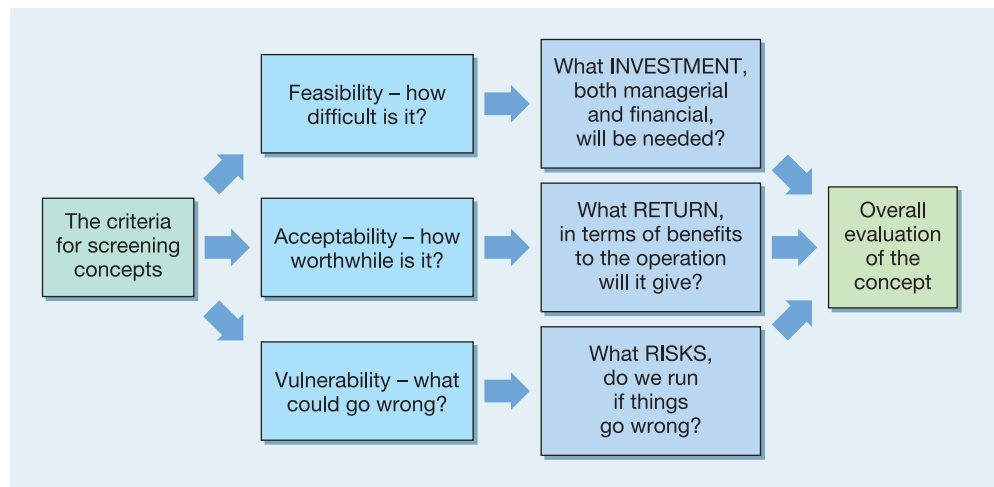 The criteria
for screening
concepts
Feasibility – how
difficult is it?
Acceptability – how
worthwhile is it?
Vulnerability – what
could go wrong?
What INVESTMENT,
both managerial
and financial,
will be needed?
What RETURN,
in terms of benefits
to the operation
will it give?
What RISKS,
do we run
if things
go wrong?
Overall
evaluation
of the
concept